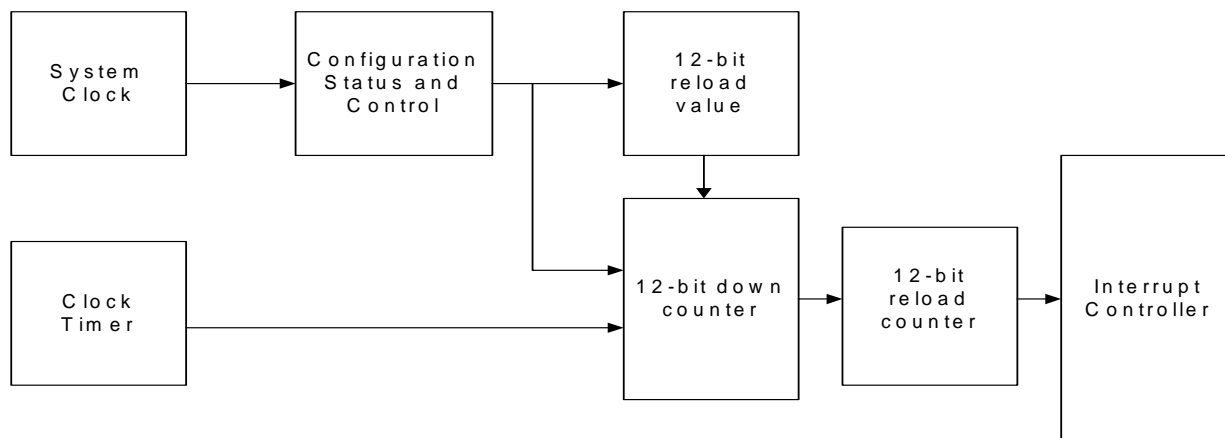 System
Clock
Configuration
Status and
Control
12-bit
reload
value
Clock
Timer
12-bit down
counter
12-bit
reload
counter
Interrupt
Controller